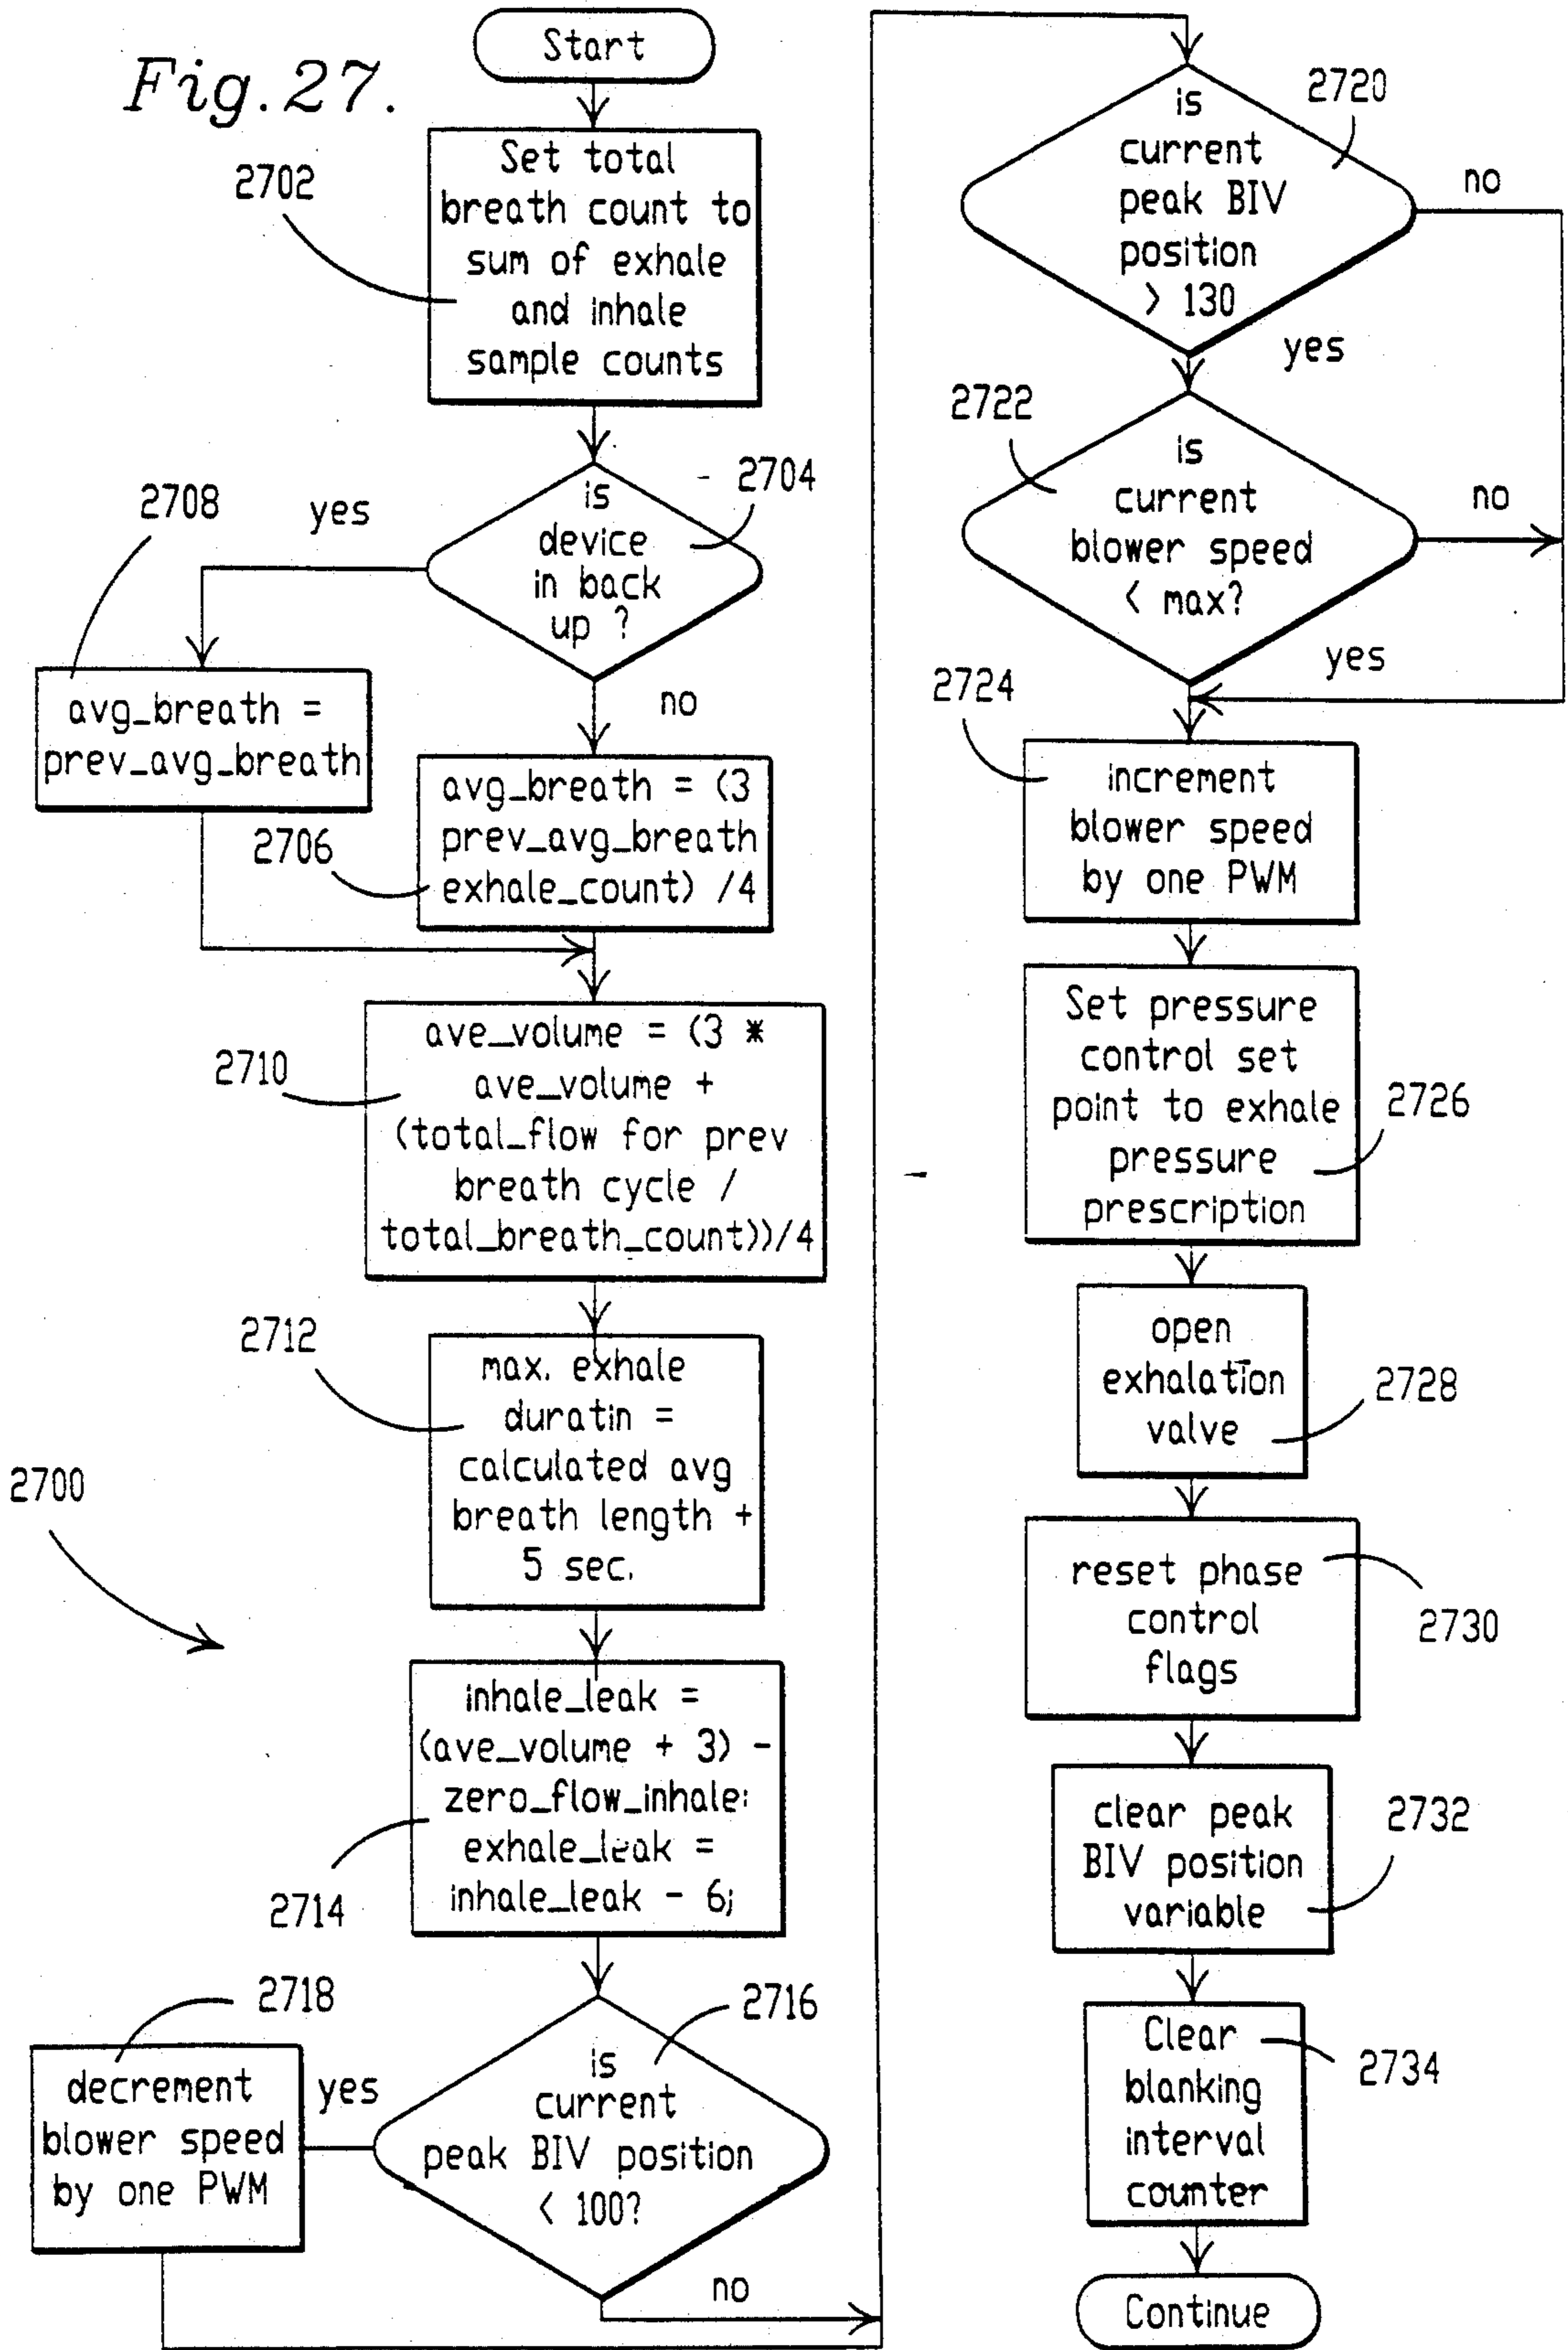 Fig. 27.
Start
2702
Set total
breath count to
sum of exhale
and inhale
sample counts
2704
is
device
in back
up ?
yes
no
2708
avg_breath =
prev_avg_breath
2706
avg_breath = (3
prev_avg_breath
exhale_count) /4
2710
ave_volume = (3 *
ave_volume +
(total_flow for prev
breath cycle /
total_breath_count))/4
2712
max. exhale
duratin =
calculated avg
breath length +
5 sec.
2700
inhale_leak =
(ave_volume + 3) -
zero_flow_inhale:
exhale_leak =
inhale_leak - 6;
2714
2716
is
current
peak BIV position
< 100?
yes
no
2718
decrement
blower speed
by one PWM
2720
is
current
peak BIV
position
> 130
no
yes
2722
is
current
blower speed
< max?
no
yes
2724
increment
blower speed
by one PWM
Set pressure
control set
point to exhale
pressure
prescription
2726
open
exhalation
valve
2728
reset phase
control
flags
2730
clear peak
BIV position
variable
2732
Clear
blanking
interval
counter
2734
Continue